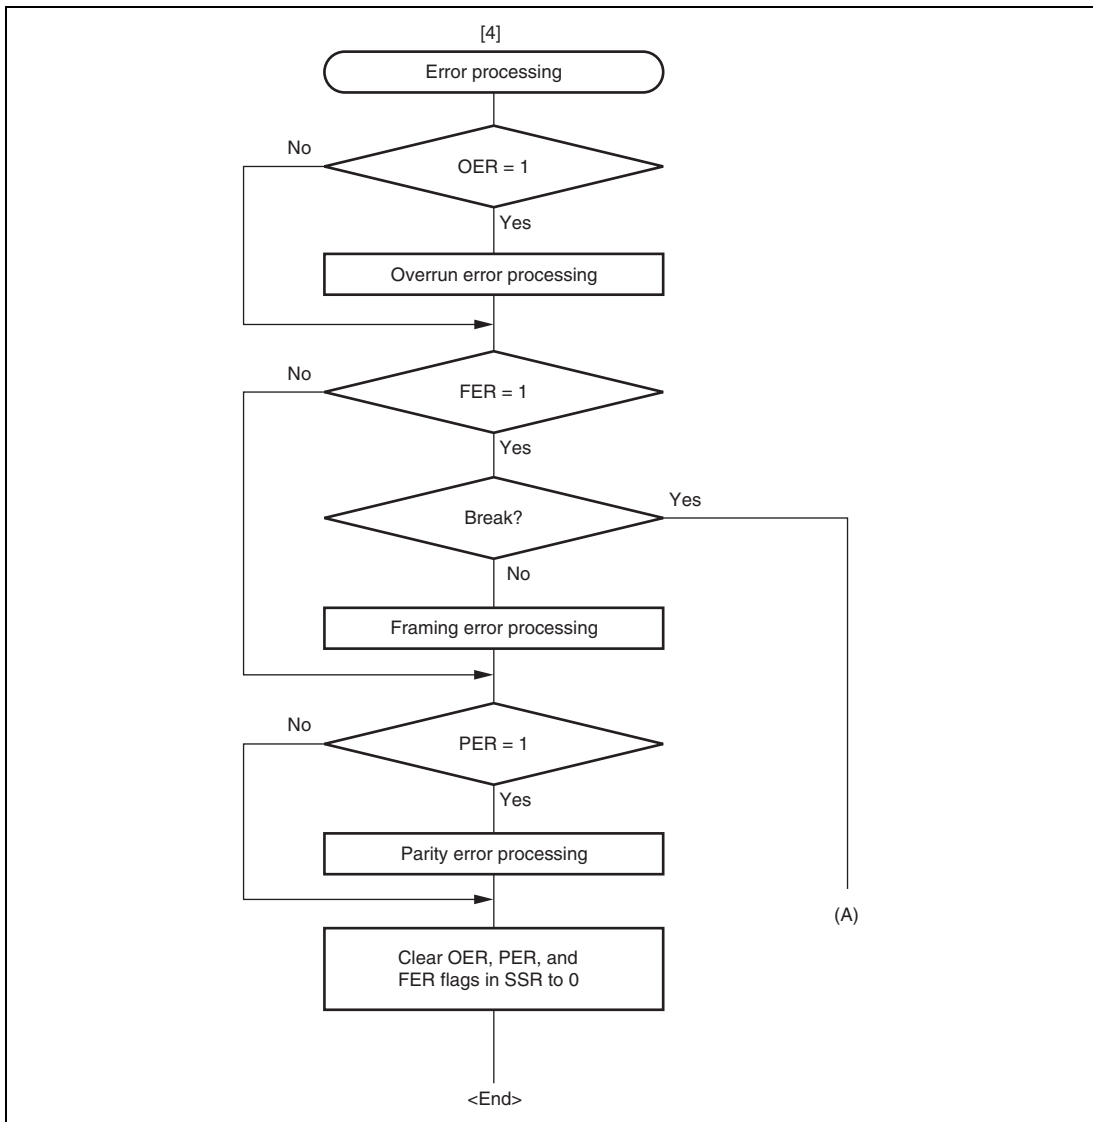 [4]
Error processing
No
OER = 1
Yes
Overrun error processing
No
FER = 1
Yes
Break?
Yes
No
Framing error processing
No
PER = 1
Yes
Parity error processing
(A)
Clear OER, PER, and
FER flags in SSR to 0
<End>